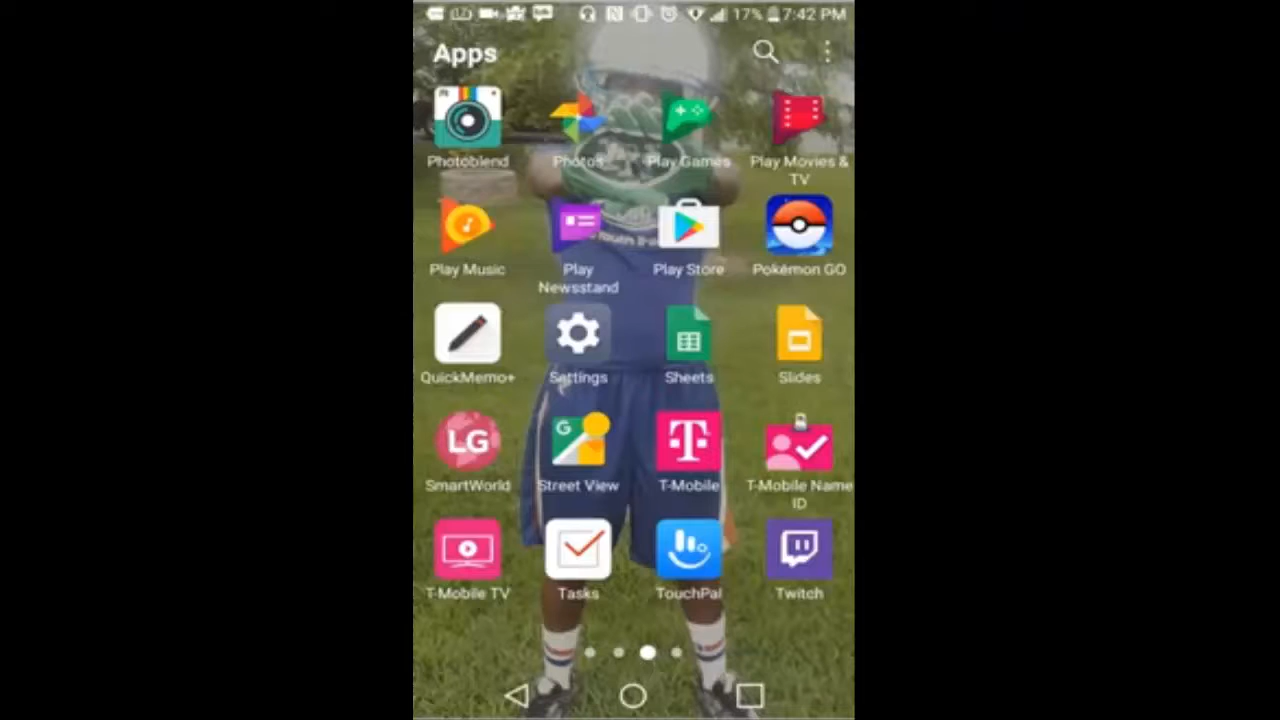 17% 7:42 PM
Apps
Photoblend Photos Play Games Play Movies &
TV
Play Music Play Play Store Pokémon GO
Newsstand
QuickMemo+ Settings Sheets Slides
LG G T
SmartWorld Street View T-Mobile T-Mobile Name
ID
T-Mobile TV Tasks TouchPal Twitch